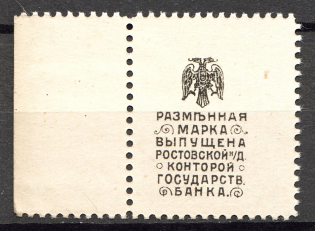 РАЗМѢННАЯ
МАРКА
ВЫПУЩЕНА
РОСТОВСКОЙ Н/Д.
КОНТОРОЙ
ГОСУДАРСТВ.
БАНКА.